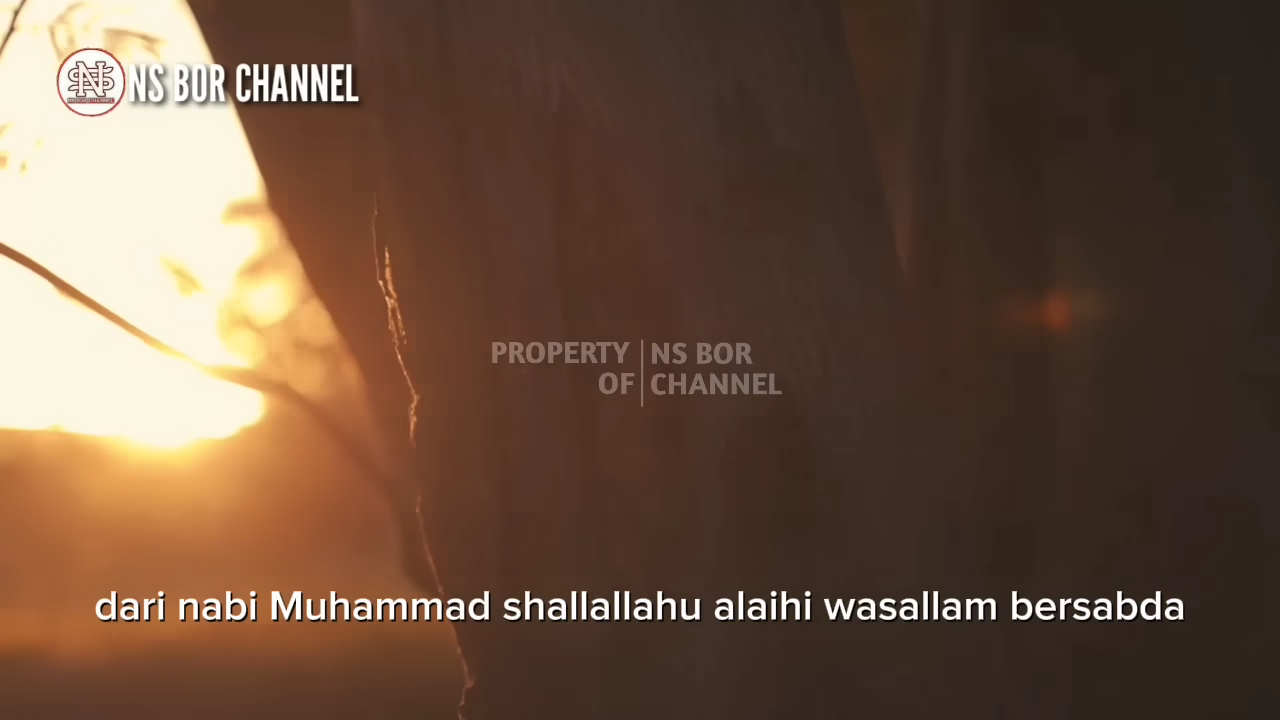 NS BOR CHANNEL
PROPERTY OF
NS BOR CHANNEL
dari nabi Muhammad shallallahu alaihi wasallam bersabda